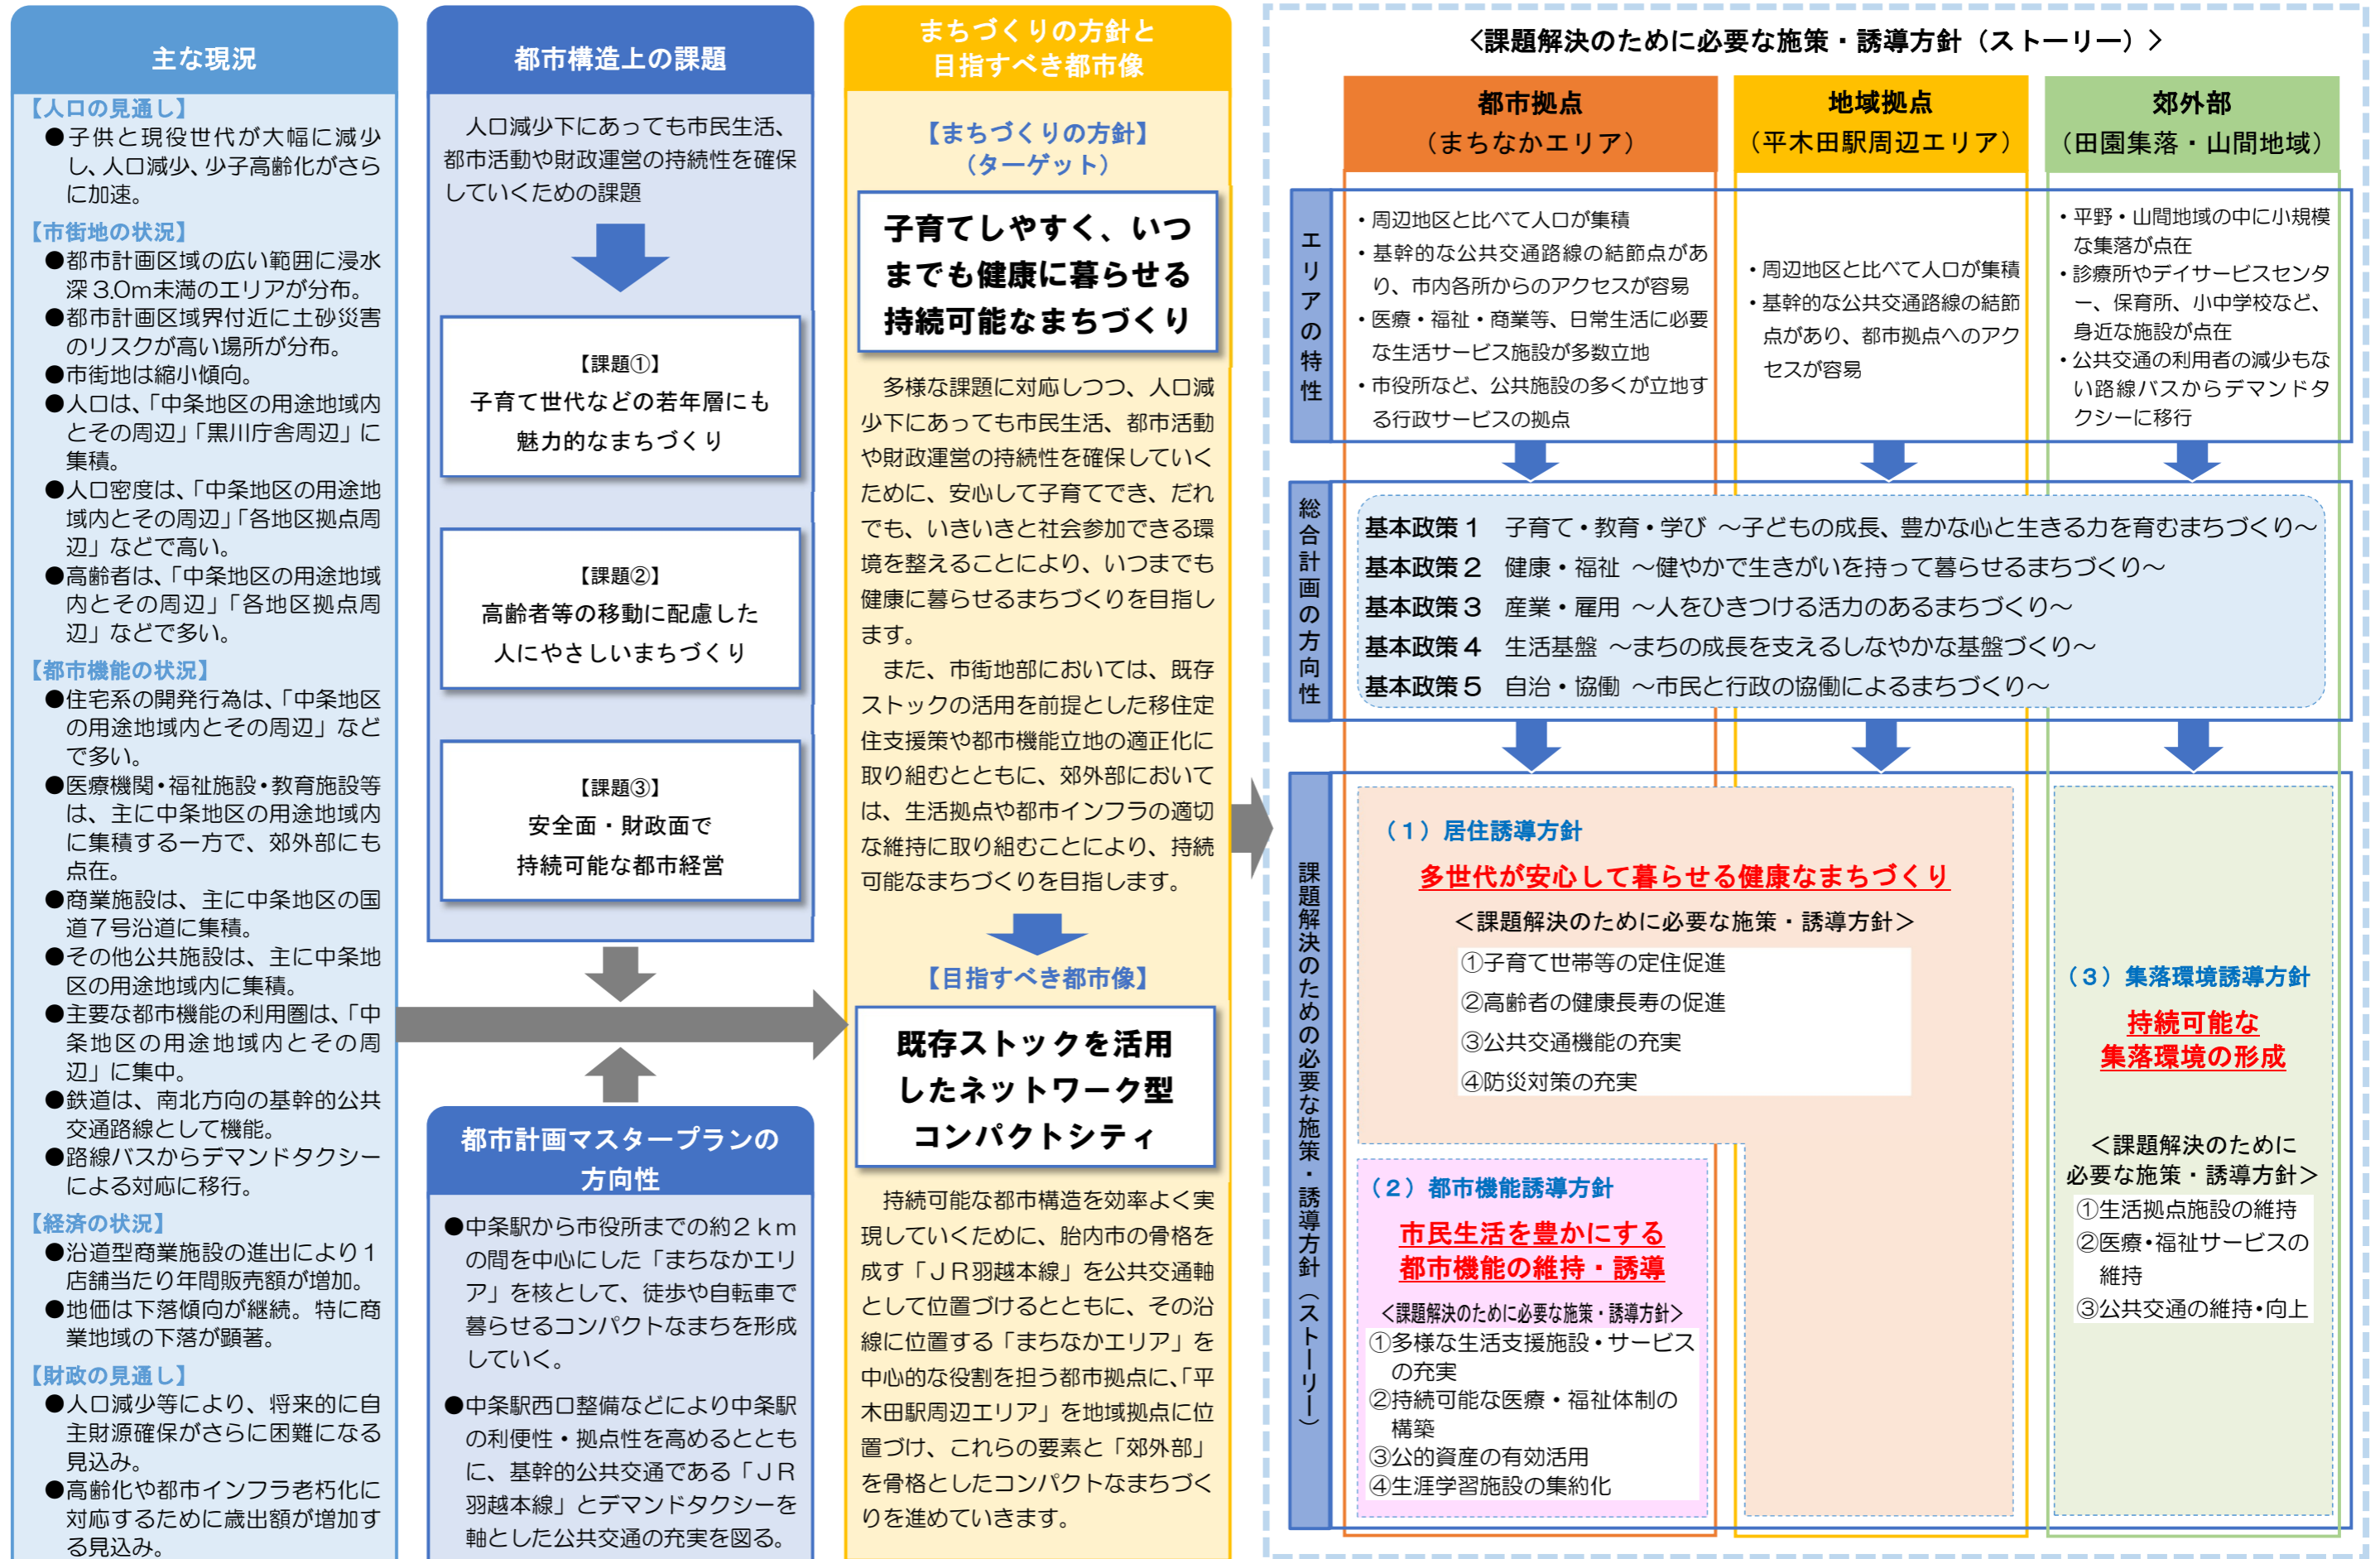 主な現況
【人口の見通し】
●子供と現役世代が大幅に減少
し、人口減少、少子高齢化がさら
に加速。
【市街地の状況】
●都市計画区域の広い範囲に浸水
深3.0m未満のエリアが分布。
●都市計画区域界付近に土砂災害
のリスクが高い場所が分布。
●市街地は縮小傾向。
●人口は、「中条地区の用途地域内
とその周辺」「黒川庁舎周辺」に
集積。
●人口密度は、「中条地区の用途地
域内とその周辺」「各地区拠点周
辺」などで高い。
●高齢者は、「中条地区の用途地域
内とその周辺」「各地区拠点周
辺」などで多い。
【都市機能の状況】
●住宅系の開発行為は、「中条地区
の用途地域内とその周辺」など
で多い。
●医療機関・福祉施設・教育施設等
は、主に中条地区の用途地域内
に集積する一方で、郊外部にも
点在。
●商業施設は、主に中条地区の国
道7号沿道に集積。
●その他公共施設は、主に中条地
区の用途地域内に集積。
●主要な都市機能の利用圏は、「中
条地区の用途地域内とその周
辺」に集中。
●鉄道は、南北方向の基幹的公共
交通路線として機能。
●路線バスからデマンドタクシー
による対応に移行。
【経済の状況】
●沿道型商業施設の進出により1
店舗当たり年間販売額が増加。
●地価は下落傾向が継続。特に商
業地域の下落が顕著。
【財政の見通し】
●人口減少等により、将来的に自
主財源確保がさらに困難になる
見込み。
●高齢化や都市インフラ老朽化に
対応するために歳出額が増加す
る見込み。
都市構造上の課題
人口減少下にあっても市民生活、
都市活動や財政運営の持続性を確保
していくための課題
【課題①】
子育て世代などの若年層にも
魅力的なまちづくり
【課題②】
高齢者等の移動に配慮した
人にやさしいまちづくり
【課題③】
安全面・財政面で
持続可能な都市経営
都市計画マスタープランの
方向性
●中条駅から市役所までの約2km
の間を中心にした「まちなかエリ
ア」を核として、徒歩や自転車で
暮らせるコンパクトなまちを形成
していく。
●中条駅西口整備などにより中条駅
の利便性・拠点性を高めるととも
に、基幹的公共交通である「JR
羽越本線」とデマンドタクシーを
軸とした公共交通の充実を図る。
まちづくりの方針と
目指すべき都市像
【まちづくりの方針】
（ターゲット）
子育てしやすく、いつ
までも健康に暮らせる
持続可能なまちづくり
多様な課題に対応しつつ、人口減
少下にあっても市民生活、都市活動
や財政運営の持続性を確保していく
ために、安心して子育てでき、だれ
でも、いきいきと社会参加できる環
境を整えることにより、いつまでも
健康に暮らせるまちづくりを目指し
ます。
また、市街地部においては、既存
ストックの活用を前提とした移住定
住支援策や都市機能立地の適正化に
取り組むとともに、郊外部において
は、生活拠点や都市インフラの適切
な維持に取り組むことにより、持続
可能なまちづくりを目指します。
【目指すべき都市像】
既存ストックを活用
したネットワーク型
コンパクトシティ
持続可能な都市構造を効率よく実
現していくために、胎内市の骨格を
成す「JR羽越本線」を公共交通軸
として位置づけるとともに、その沿
線に位置する「まちなかエリア」を
中心的な役割を担う都市拠点に、「平
木田駅周辺エリア」を地域拠点に位
置づけ、これらの要素と「郊外部」
を骨格としたコンパクトなまちづく
りを進めていきます。
＜課題解決のために必要な施策・誘導方針（ストーリー）＞
都市拠点
（まちなかエリア）
地域拠点
（平木田駅周辺エリア）
郊外部
（田園集落・山間地域）
エリアの特性
・周辺地区と比べて人口が集積
・基幹的な公共交通路線の結節点があ
り、市内各所からのアクセスが容易
・医療・福祉・商業等、日常生活に必要
な生活サービス施設が多数立地
・市役所など、公共施設の多くが立地す
る行政サービスの拠点
・周辺地区と比べて人口が集積
・基幹的な公共交通路線の結節
点があり、都市拠点へのアク
セスが容易
・平野・山間地域の中に小規模
な集落が点在
・診療所やデイサービスセンタ
ー、保育所、小中学校など、
身近な施設が点在
・公共交通の利用者の減少もな
い路線バスからデマンドタ
クシーに移行
総合計画の方向性
基本政策1 子育て・教育・学び ～子どもの成長、豊かな心と生きる力を育むまちづくり～
基本政策2 健康・福祉 ～健やかで生きがいを持って暮らせるまちづくり～
基本政策3 産業・雇用 ～人をひきつける活力のあるまちづくり～
基本政策4 生活基盤 ～まちの成長を支えるしなやかな基盤づくり～
基本政策5 自治・協働 ～市民と行政の協働によるまちづくり～
課題解決のための必要な施策・誘導方針（ストーリー）
（1）居住誘導方針
多世代が安心して暮らせる健康なまちづくり
＜課題解決のために必要な施策・誘導方針＞
①子育て世帯等の定住促進
②高齢者の健康長寿の促進
③公共交通機能の充実
④防災対策の充実
（2）都市機能誘導方針
市民生活を豊かにする
都市機能の維持・誘導
＜課題解決のために必要な施策・誘導方針＞
①多様な生活支援施設・サービス
の充実
②持続可能な医療・福祉体制の
構築
③公的資産の有効活用
④生涯学習施設の集約化
（3）集落環境誘導方針
持続可能な
集落環境の形成
＜課題解決のために
必要な施策・誘導方針＞
①生活拠点施設の維持
②医療・福祉サービスの
維持
③公共交通の維持・向上